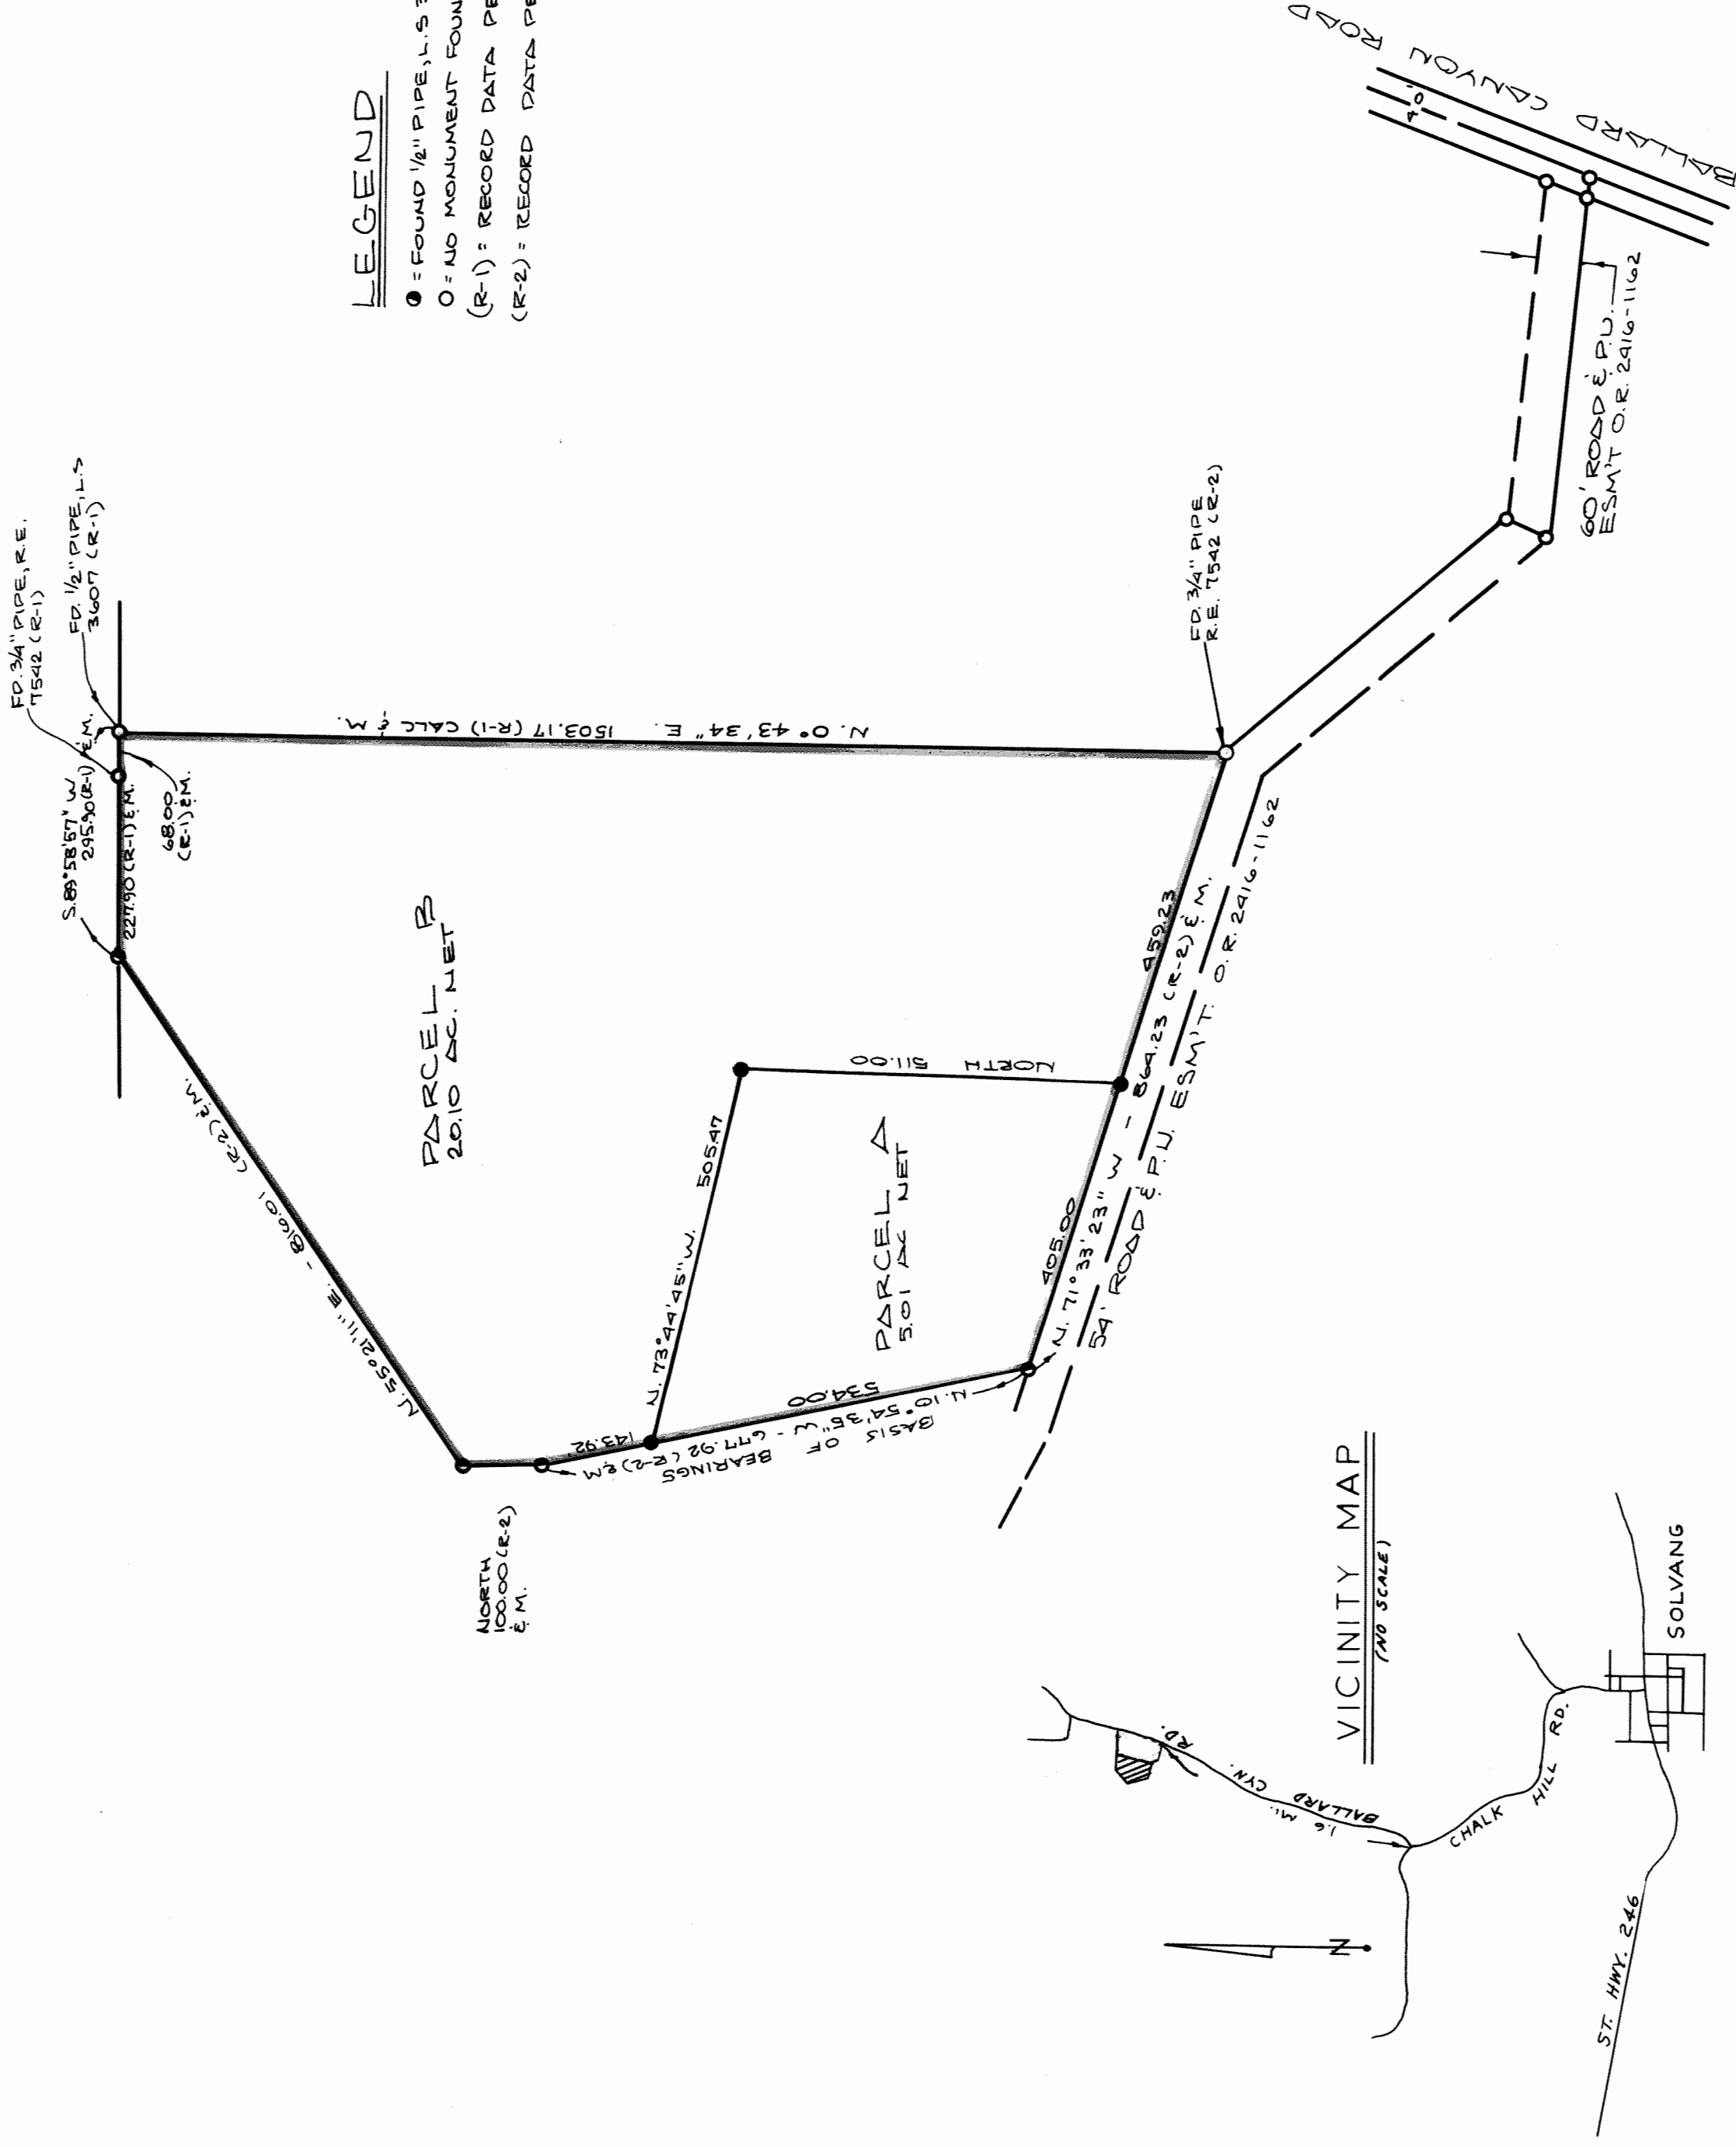 LEGEND
= FOUND 1/2" PIPE, L.S
= NO MONUMENT FOUN
(R-1) = RECORD DATA PE
(R-2) = RECORD DATA PE
FD. 3/4" PIPE, R.E.
7542 (R-1)
FD. 1/2" PIPE, L.S
3607 (R-1)
S.89°58'57" W
295.90 (R-1) & M.
227.90 (R-1) & M.
68.00
(R-1) & M.
N. 0° 43' 34" E. 1503.17 (R-1) CALC & M.
N. 55° 21' 11" E. - 816.01 (R-2) & M.
PARCEL B
20.10 AC. NET
NORTH
100.00 (R-2)
& M.
143.92
534.00
N. 10° 54' 35" W - 677.92 (R-2) & M
BASIS OF BEARINGS
N. 73° 44' 45" W. 505.47
NORTH 511.00
PARCEL A
5.01 AC NET
405.00
459.23
N. 71° 33' 23" W - 864.23 (R-2) & M.
54' ROAD & P.U. ESM'T. O.R. 2416-1162
FD. 3/4" PIPE
R.E. 7542 (R-2)
60' ROAD & P.U.
ESM'T O.R. 2416-1162
40'
BALLARD CANYON ROAD
VICINITY MAP
(NO SCALE)
N
BALLARD CYN. RD.
1.6 MI.
CHALK HILL RD.
SOLVANG
ST. HWY. 246